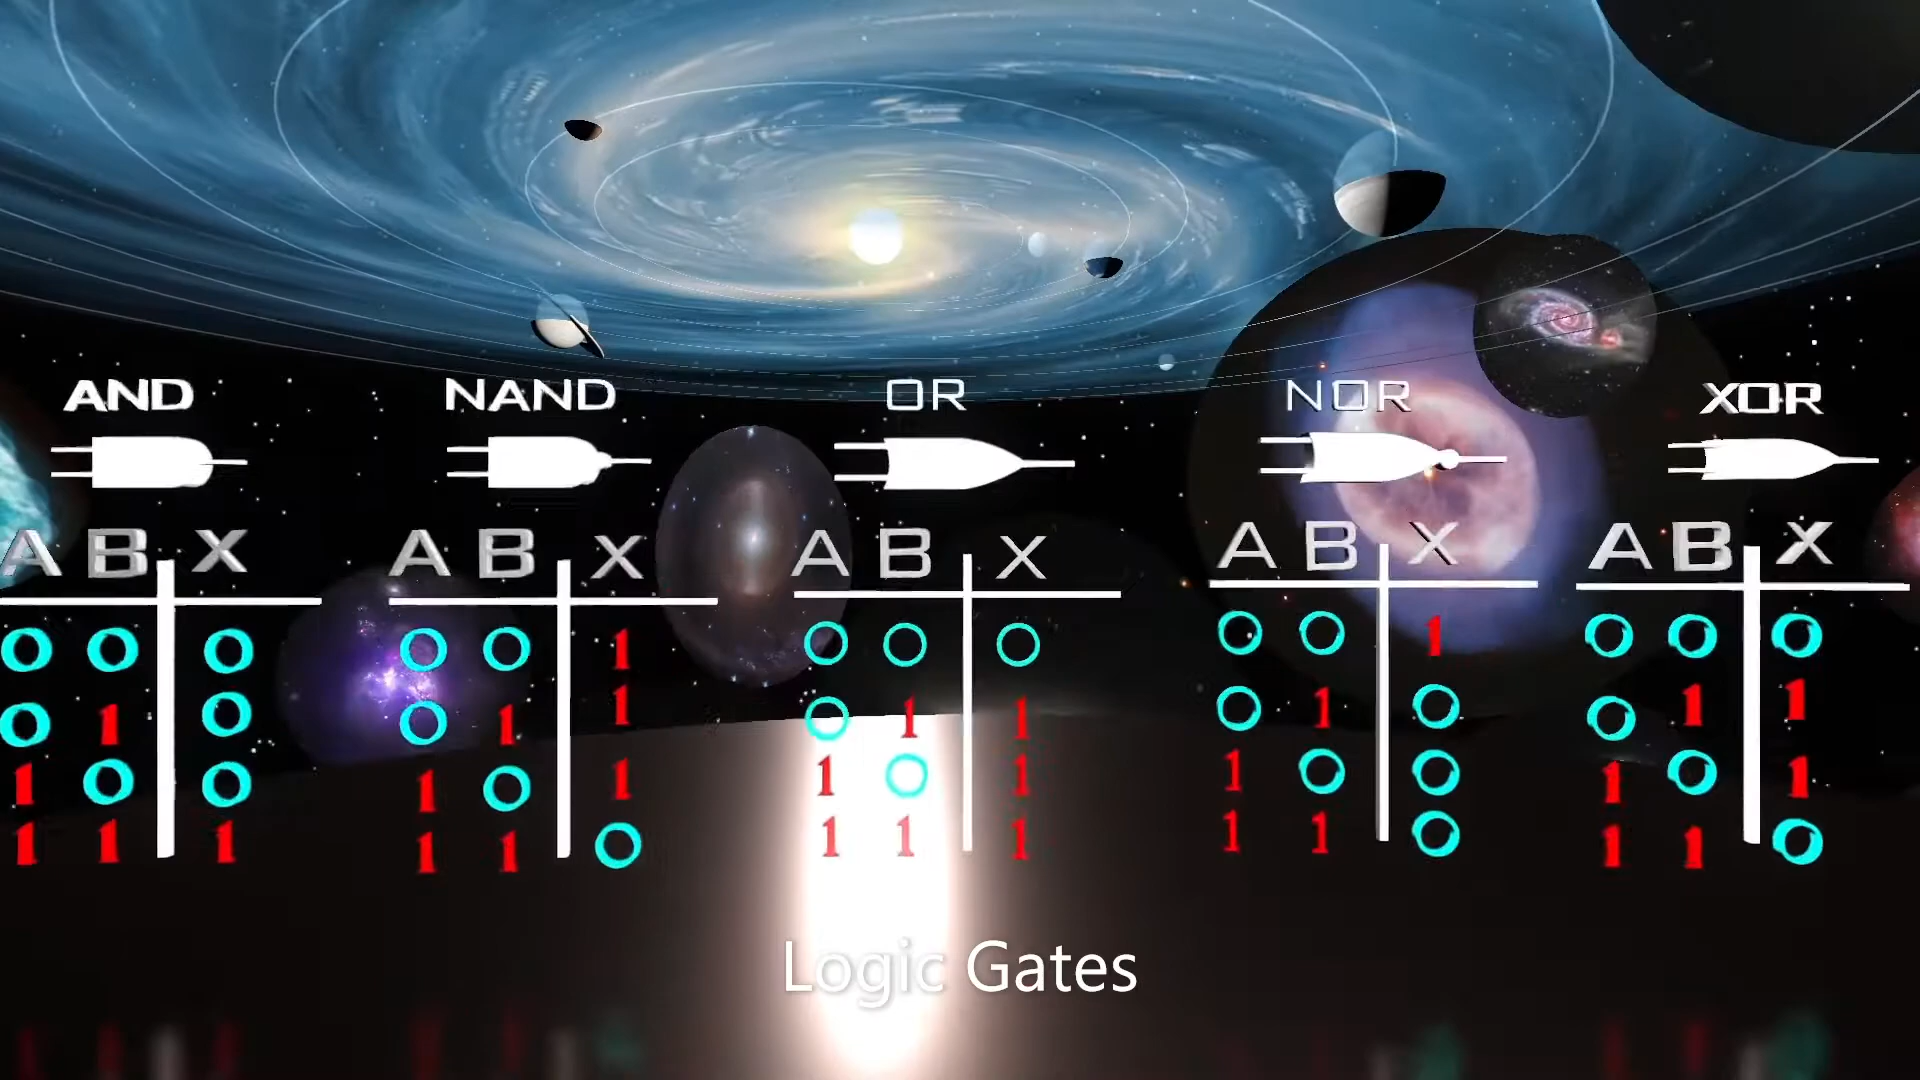 AND NAND OR NOR XOR
A B X A B X A B X A B X A B X
0 0 0 0 0 1 0 0 0 0 0 1 0 0 0
0 1 0 0 1 1 0 1 1 0 1 0 0 1 1
1 0 0 1 0 1 1 0 1 1 0 0 1 0 1
1 1 1 1 1 0 1 1 1 1 1 0 1 1 0
Logic Gates